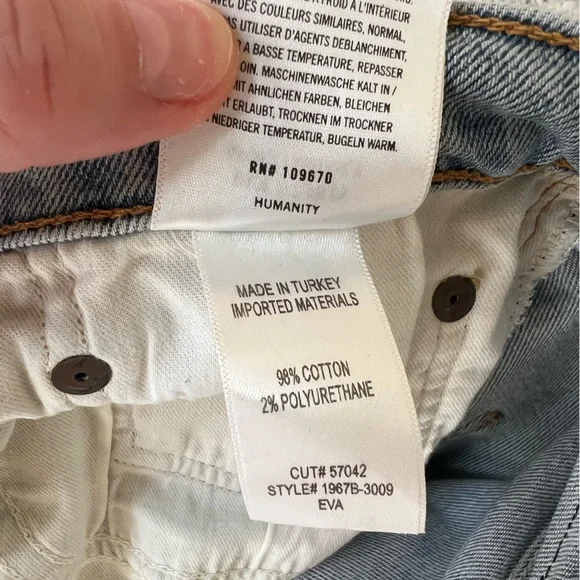 FROID À L'INTÉRIEUR
AVEC DES COULEURS SIMILAIRES, NORMAL,
PAS UTILISER D'AGENTS DEBLANCHIMENT,
A BASSE TEMPERATURE, REPASSER
MASCHINENWASCHE KALT IN /
MIT AHNLICHEN FARBEN, BLEICHEN
ERLAUBT, TROCKNEN IM TROCKNER
NIEDRIGER TEMPERATUR, BUGELN WARM.
RN# 109670
HUMANITY
MADE IN TURKEY
IMPORTED MATERIALS
98% COTTON
2% POLYURETHANE
CUT# 57042
STYLE# 1967B-3009
EVA